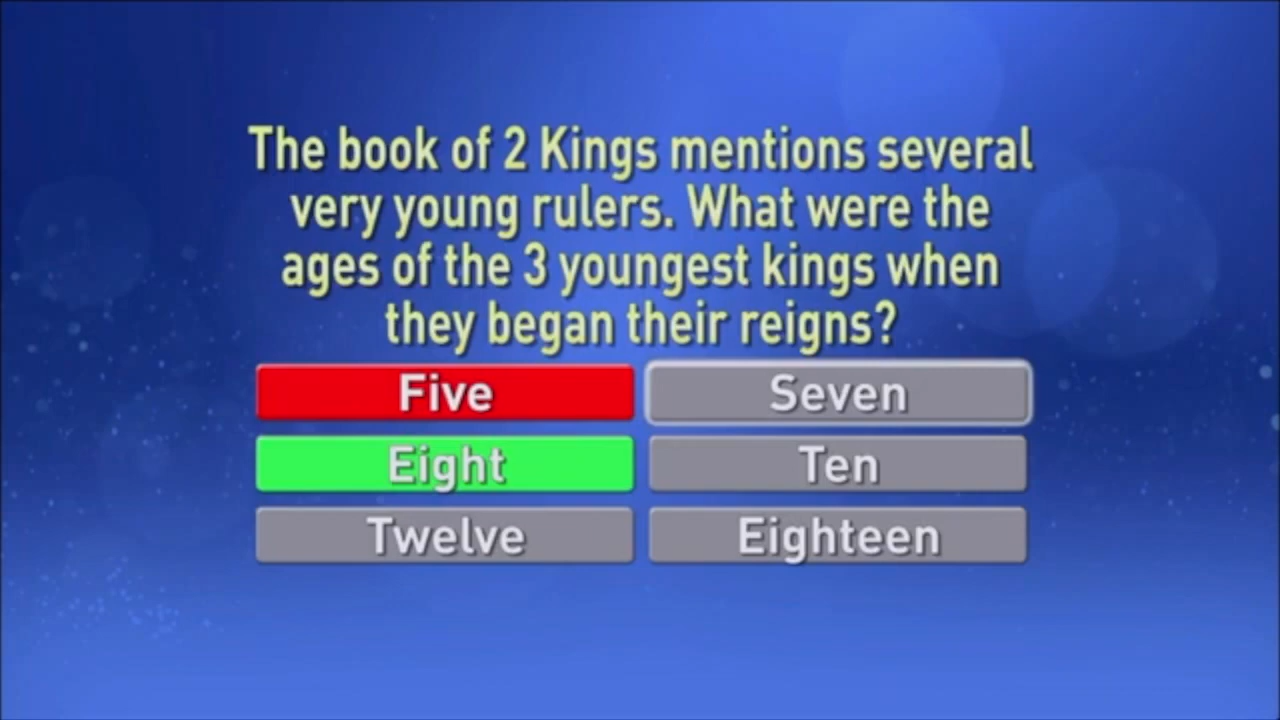 The book of 2 Kings mentions several
very young rulers. What were the
ages of the 3 youngest kings when
they began their reigns?
Five
Seven
Eight
Ten
Twelve
Eighteen